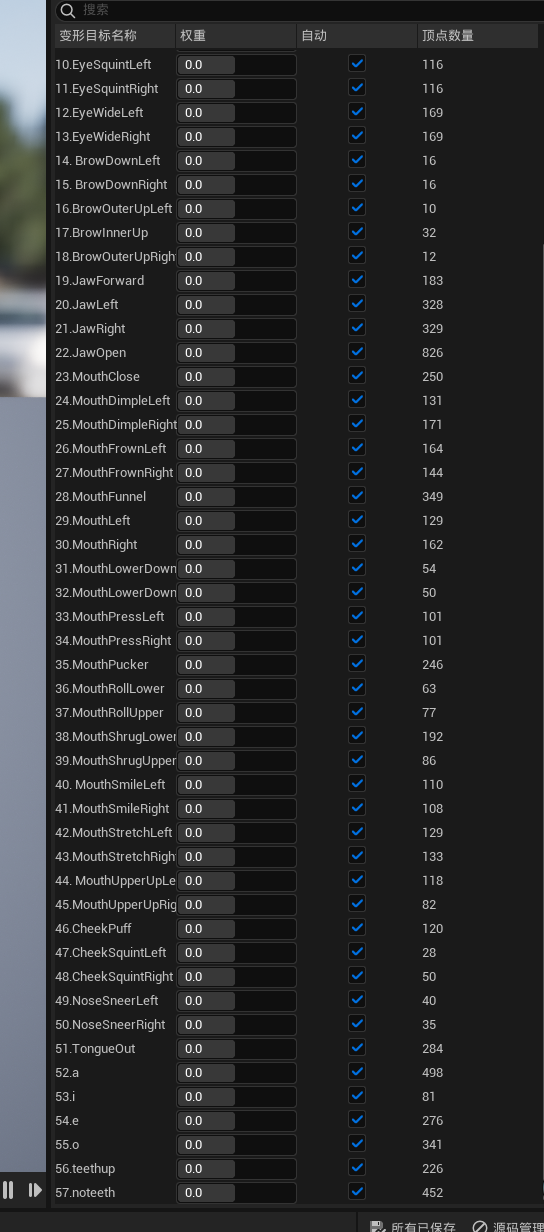 搜索
变形目标名称 权重 自动 顶点数量
10.EyeSquintLeft 0.0 116
11.EyeSquintRight 0.0 116
12.EyeWideLeft 0.0 169
13.EyeWideRight 0.0 169
14. BrowDownLeft 0.0 16
15. BrowDownRight 0.0 16
16.BrowOuterUpLeft 0.0 10
17.BrowInnerUp 0.0 32
18.BrowOuterUpRigh 0.0 12
19.JawForward 0.0 183
20.JawLeft 0.0 328
21.JawRight 0.0 329
22.JawOpen 0.0 826
23.MouthClose 0.0 250
24.MouthDimpleLeft 0.0 131
25.MouthDimpleRight 0.0 171
26.MouthFrownLeft 0.0 164
27.MouthFrownRight 0.0 144
28.MouthFunnel 0.0 349
29.MouthLeft 0.0 129
30.MouthRight 0.0 162
31.MouthLowerDown 0.0 54
32.MouthLowerDown 0.0 50
33.MouthPressLeft 0.0 101
34.MouthPressRight 0.0 101
35.MouthPucker 0.0 246
36.MouthRollLower 0.0 63
37.MouthRollUpper 0.0 77
38.MouthShrugLower 0.0 192
39.MouthShrugUpper 0.0 86
40. MouthSmileLeft 0.0 110
41.MouthSmileRight 0.0 108
42.MouthStretchLeft 0.0 129
43.MouthStretchRigh 0.0 133
44. MouthUpperUpLe 0.0 118
45.MouthUpperUpRig 0.0 82
46.CheekPuff 0.0 120
47.CheekSquintLeft 0.0 28
48.CheekSquintRight 0.0 50
49.NoseSneerLeft 0.0 40
50.NoseSneerRight 0.0 35
51.TongueOut 0.0 284
52.a 0.0 498
53.i 0.0 81
54.e 0.0 276
55.o 0.0 341
56.teethup 0.0 226
57.noteeth 0.0 452
所有已保存 源码管理